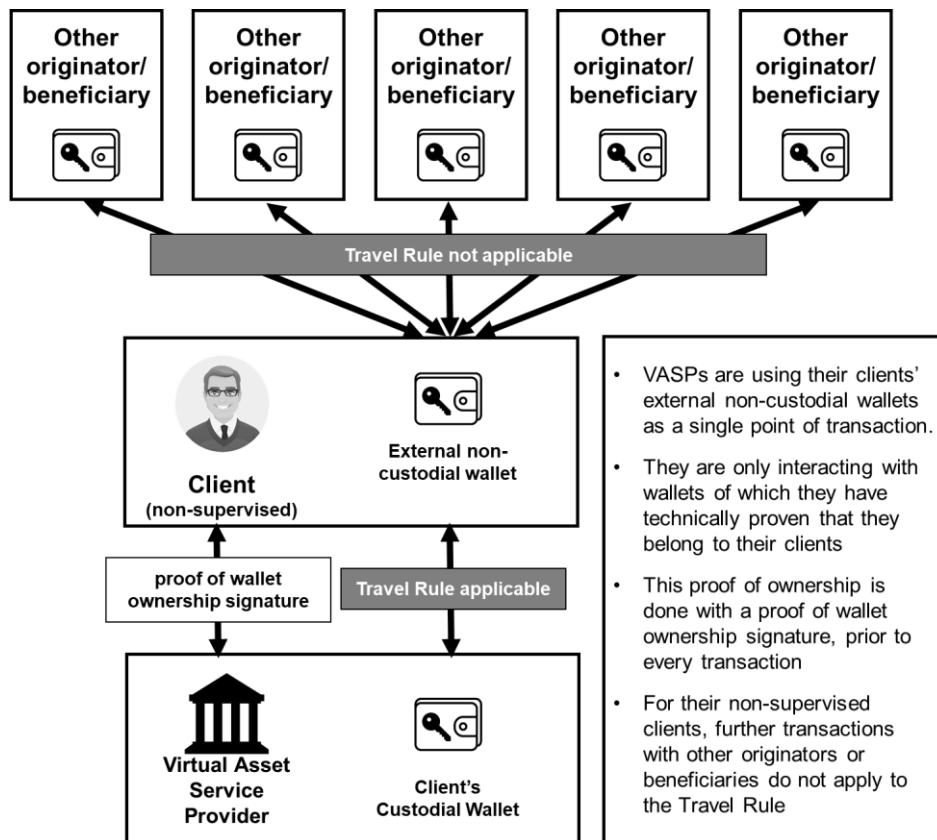 Other
originator/
beneficiary
Other
originator/
beneficiary
Other
originator/
beneficiary
Other
originator/
beneficiary
Other
originator/
beneficiary
Travel Rule not applicable
Client
(non-supervised)
External non-
custodial wallet
proof of wallet
ownership signature
Travel Rule applicable
Virtual Asset
Service
Provider
Client’s
Custodial Wallet
• VASPs are using their clients’
external non-custodial wallets
as a single point of transaction.
• They are only interacting with
wallets of which they have
technically proven that they
belong to their clients
• This proof of ownership is
done with a proof of wallet
ownership signature, prior to
every transaction
• For their non-supervised
clients, further transactions
with other originators or
beneficiaries do not apply to
the Travel Rule